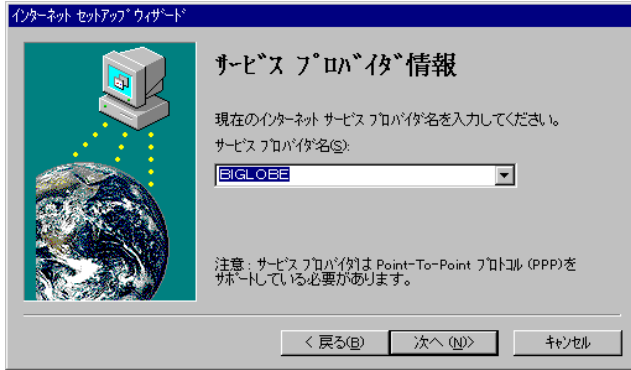 インターネット セットアップ ウィザード
サービス プロバイダ情報
現在のインターネット サービス プロバイダ名を入力してください。
サービス プロバイダ名(S):
BIGLOBE
注意 : サービス プロバイダは Point-To-Point プロトコル (PPP)を
サポートしている必要があります。
< 戻る(B)
次へ (N)>
キャンセル